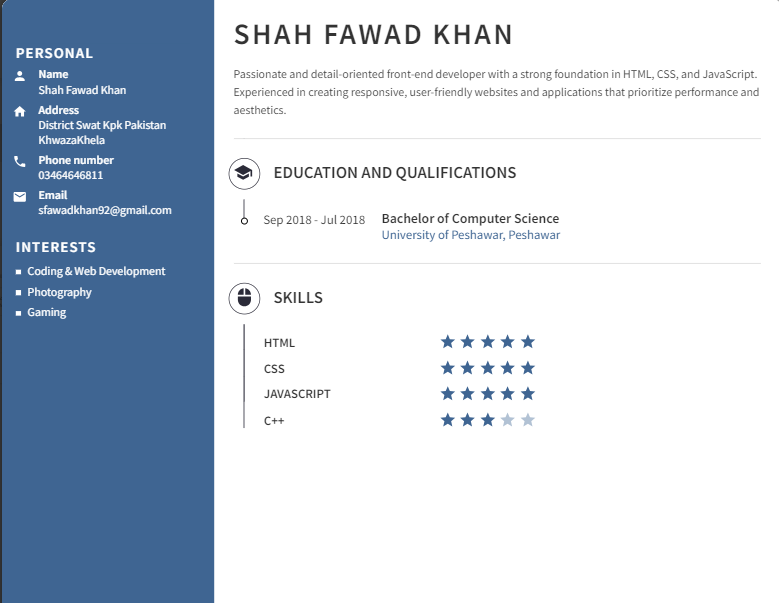 PERSONAL
Name
Shah Fawad Khan
Address
District Swat Kpk Pakistan
KhwazaKhela
Phone number
03464646811
Email
sfawadkhan92@gmail.com
INTERESTS
Coding & Web Development
Photography
Gaming
SHAH FAWAD KHAN
Passionate and detail-oriented front-end developer with a strong foundation in HTML, CSS, and JavaScript.
Experienced in creating responsive, user-friendly websites and applications that prioritize performance and
aesthetics.
EDUCATION AND QUALIFICATIONS
Sep 2018 - Jul 2018 Bachelor of Computer Science
University of Peshawar, Peshawar
SKILLS
HTML
CSS
JAVASCRIPT
C++